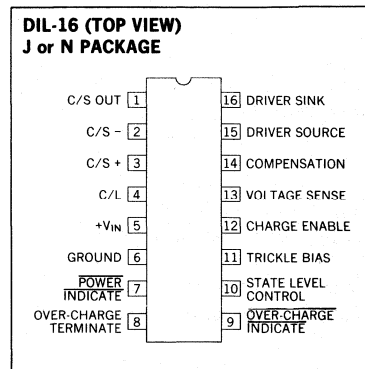 DIL-16 (TOP VIEW)
J or N PACKAGE
C/S OUT 1 16 DRIVER SINK
C/S - 2 15 DRIVER SOURCE
C/S + 3 14 COMPENSATION
C/L 4 13 VOLTAGE SENSE
+VIN 5 12 CHARGE ENABLE
GROUND 6 11 TRICKLE BIAS
POWER
INDICATE 7 10 STATE LEVEL
CONTROL
OVER-CHARGE
TERMINATE 8 9 OVER-CHARGE
INDICATE